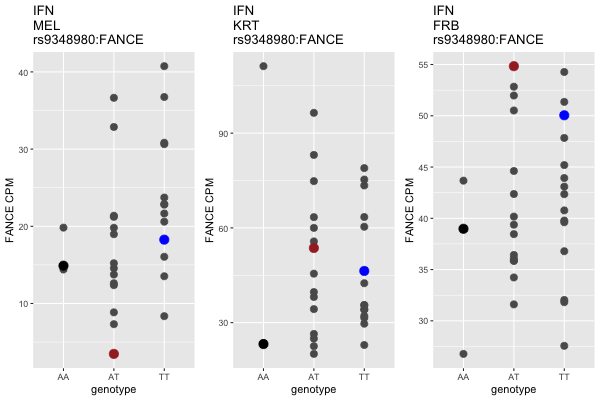 IFN
MEL
rs9348980:FANCE
FANCE CPM
40
30
20
10
AA AT TT
genotype
IFN
KRT
rs9348980:FANCE
FANCE CPM
90
60
30
AA AT TT
genotype
IFN
FRB
rs9348980:FANCE
FANCE CPM
55
50
45
40
35
30
AA AT TT
genotype